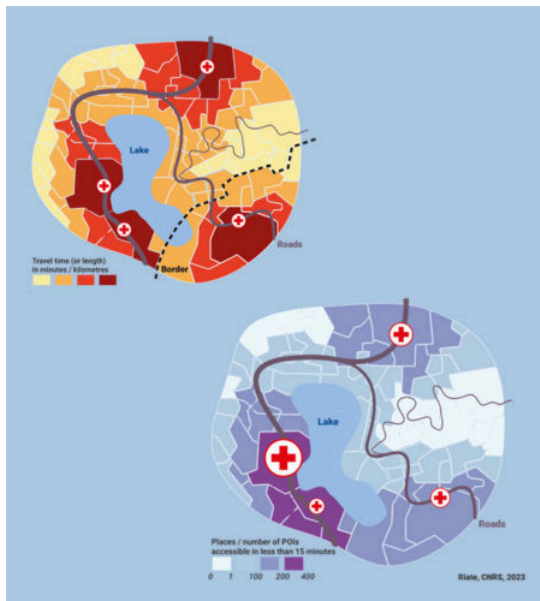 Lake
Roads
Travel time (or length)
in minutes / kilometres
Border
Lake
Roads
Places / number of POIs
accessible in less than 15 minutes
0 1 100 200 400
Riate, CNRS, 2023